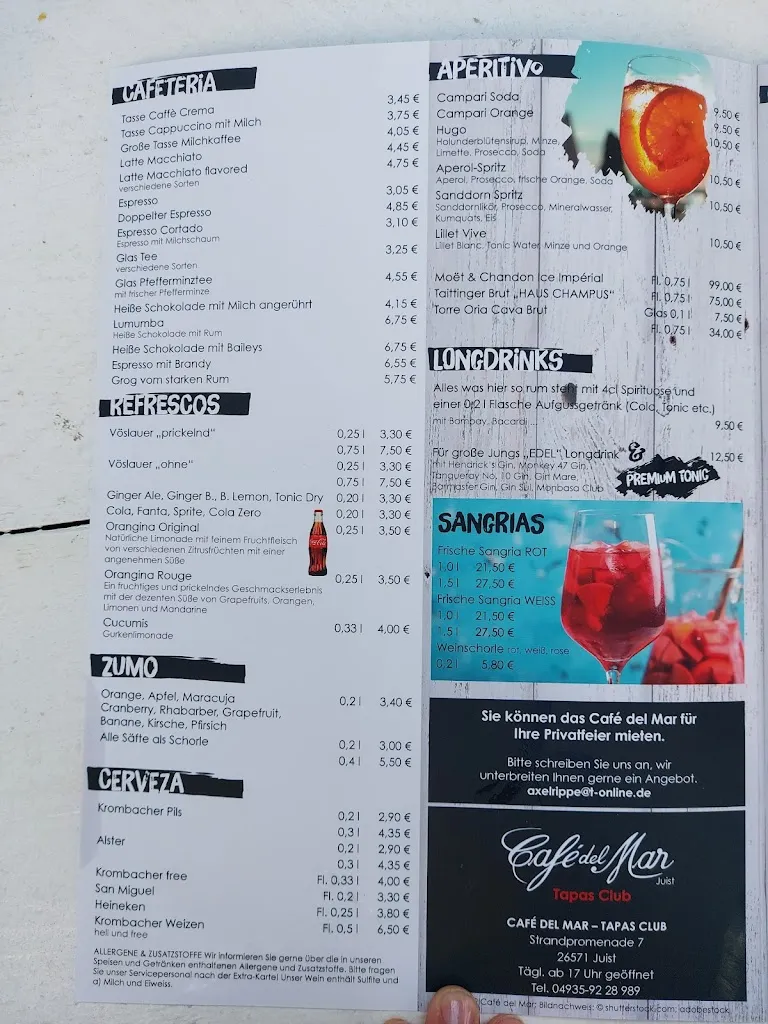 CAFETERIA
Tasse Caffè Crema 3,45 €
Tasse Cappuccino mit Milch 3,75 €
Große Tasse Milchkaffee 4,05 €
Latte Macchiato 4,45 €
Latte Macchiato flavored 4,75 €
verschiedene Sorten
Espresso 3,05 €
Doppelter Espresso 4,85 €
Espresso Cortado 3,10 €
Espresso mit Milchschaum
Glas Tee 3,25 €
verschiedene Sorten
Glas Pfefferminztee 4,55 €
mit frischer Pfefferminze
Heiße Schokolade mit Milch angerührt 4,15 €
Lumumba 6,75 €
Heiße Schokolade mit Rum
Heiße Schokolade mit Baileys 6,75 €
Espresso mit Brandy 6,55 €
Grog vom starken Rum 5,75 €
REFRESCOS
Vöslauer „prickelnd" 0,25 l 3,30 €
0,75 l 7,50 €
Vöslauer „ohne" 0,25 l 3,30 €
0,75 l 7,50 €
Ginger Ale, Ginger B., B. Lemon, Tonic Dry 0,20 l 3,30 €
Cola, Fanta, Sprite, Cola Zero 0,20 l 3,30 €
Orangina Original 0,25 l 3,50 €
Natürliche Limonade mit feinem Fruchtfleisch
von verschiedenen Zitrusfrüchten mit einer
angenehmen Süße
Orangina Rouge 0,25 l 3,50 €
Ein fruchtiges und prickelndes Geschmackserlebnis
mit der dezenten Süße von Grapefruits, Orangen,
Limonen und Mandarine
Cucumis 0,33 l 4,00 €
Gurkenlimonade
ZUMO
Orange, Apfel, Maracuja 0,2 l 3,40 €
Cranberry, Rhabarber, Grapefruit,
Banane, Kirsche, Pfirsich
Alle Säfte als Schorle 0,2 l 3,00 €
0,4 l 5,50 €
CERVEZA
Krombacher Pils 0,2 l 2,90 €
0,3 l 4,35 €
Alster 0,2 l 2,90 €
0,3 l 4,35 €
Krombacher free Fl. 0,33 l 4,00 €
San Miguel Fl. 0,2 l 3,30 €
Heineken Fl. 0,25 l 3,80 €
Krombacher Weizen Fl. 0,5 l 6,50 €
hell und free
ALLERGENE & ZUSATZSTOFFE Wir informieren Sie gerne über die in unseren
Speisen und Getränken enthaltenen Allergene und Zusatzstoffe. Bitte fragen
Sie unser Servicepersonal nach der Extra-Karte! Unser Wein enthält Sulfite und
a) Milch und Eiweiss.
APERITIVO
Campari Soda 9,50 €
Campari Orange 9,50 €
Hugo 10,50 €
Holunderblütensirup, Minze,
Limette, Prosecco, Soda
Aperol-Spritz 10,50 €
Aperol, Prosecco, frische Orange, Soda
Sanddorn Spritz 10,50 €
Sanddornlikör, Prosecco, Mineralwasser,
Kumquats, Eis
Lillet Vive 10,50 €
Lillet Blanc, Tonic Water, Minze und Orange
Moët & Chandon Ice Impérial Fl. 0,75 l 99,00 €
Taittinger Brut „HAUS CHAMPUS" Fl. 0,75 l 75,00 €
Torre Oria Cava Brut Glas 0,1 l 7,50 €
Fl. 0,75 l 34,00 €
LONGDRINKS
Alles was hier so rum steht mit 4cl Spirituose und
einer 0,2 l Flasche Aufgussgetränk (Cola, Tonic etc.)
mit Bombay, Bacardi ... 9,50 €
Für große Jungs „EDEL" Longdrink & 12,50 €
mit Hendrick's Gin, Monkey 47 Gin,
Tangueray No. 10 Gin, Gin Mare,
Barmaster Gin, Gin Sul, Monbasa Club
PREMIUM TONIC
SANGRIAS
Frische Sangria ROT
1,0 l 21,50 €
1,5 l 27,50 €
Frische Sangria WEISS
1,0 l 21,50 €
1,5 l 27,50 €
Weinschorle rot, weiß, rose
0,2 l 5,80 €
Sie können das Café del Mar für
Ihre Privatfeier mieten.
Bitte schreiben Sie uns an, wir
unterbreiten Ihnen gerne ein Angebot.
axelrippe@t-online.de
Café del Mar
Juist
Tapas Club
CAFÉ DEL MAR – TAPAS CLUB
Strandpromenade 7
26571 Juist
Tägl. ab 17 Uhr geöffnet
Tel. 04935-92 28 989
Café del Mar; Bildnachweis: © shutterstock.com; adobestock